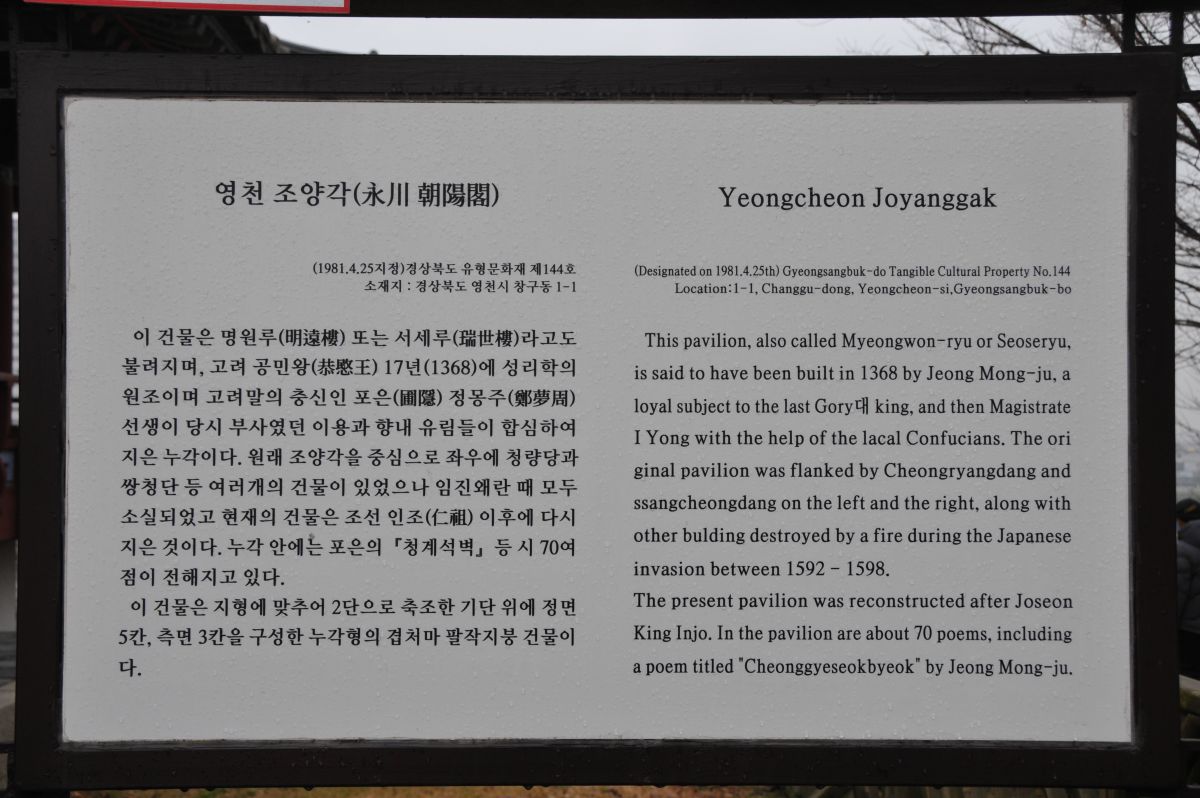 영천 조양각(永川 朝陽閣)
(1981.4.25지정)경상북도 유형문화재 제144호
소재지 : 경상북도 영천시 창구동 1-1
이 건물은 명원루(明遠樓) 또는 서세루(瑞世樓)라고도
불려지며, 고려 공민왕(恭愍王) 17년(1368)에 성리학의
원조이며 고려말의 충신인 포은(圃隱) 정몽주(鄭夢周)
선생이 당시 부사였던 이용과 향내 유림들이 합심하여
지은 누각이다. 원래 조양각을 중심으로 좌우에 청량당과
쌍청단 등 여러개의 건물이 있었으나 임진왜란 때 모두
소실되었고 현재의 건물은 조선 인조(仁祖) 이후에 다시
지은 것이다. 누각 안에는 포은의『청계석벽』등 시 70여
점이 전해지고 있다.
이 건물은 지형에 맞추어 2단으로 축조한 기단 위에 정면
5칸, 측면 3칸을 구성한 누각형의 겹처마 팔작지붕 건물이
다.
Yeongcheon Joyanggak
(Designated on 1981.4.25th) Gyeongsangbuk-do Tangible Cultural Property No.144
Location:1-1, Changgu-dong, Yeongcheon-si,Gyeongsangbuk-bo
This pavilion, also called Myeongwon-ryu or Seoseryu,
is said to have been built in 1368 by Jeong Mong-ju, a
loyal subject to the last Gory대 king, and then Magistrate
I Yong with the help of the lacal Confucians. The ori
ginal pavilion was flanked by Cheongryangdang and
ssangcheongdang on the left and the right, along with
other bulding destroyed by a fire during the Japanese
invasion between 1592 - 1598.
The present pavilion was reconstructed after Joseon
King Injo. In the pavilion are about 70 poems, including
a poem titled "Cheonggyeseokbyeok" by Jeong Mong-ju.